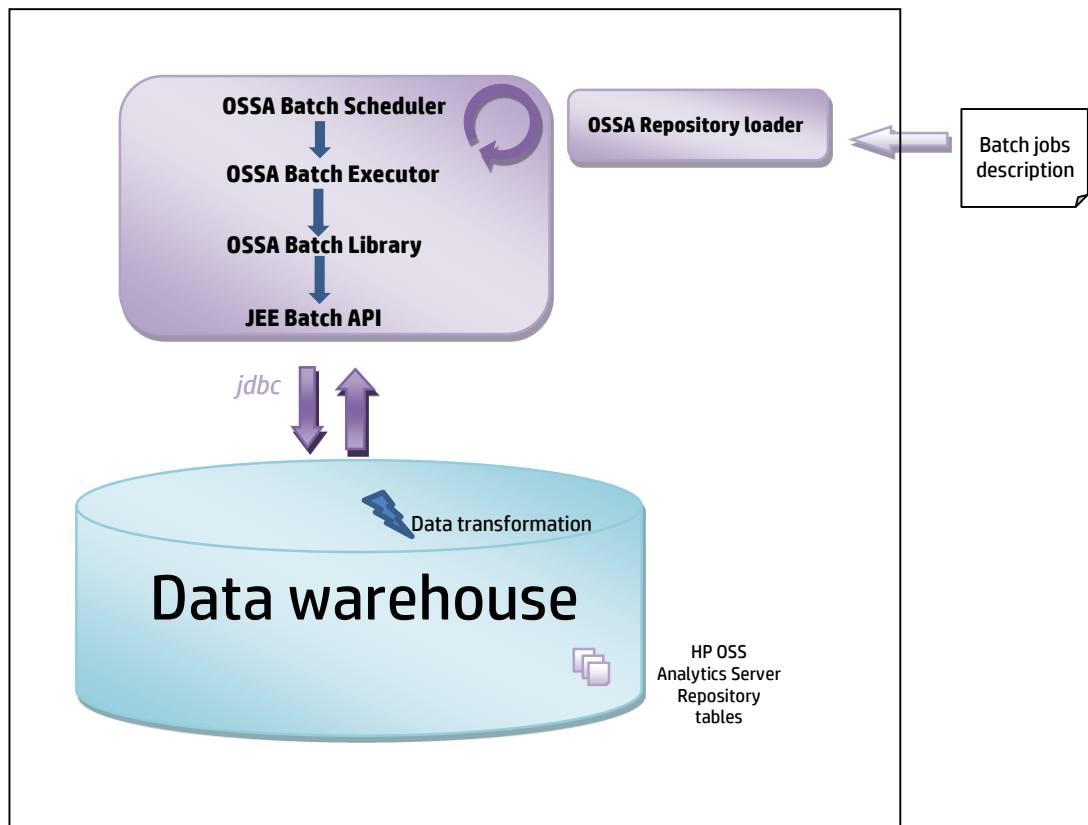 OSSA Batch Scheduler
OSSA Batch Executor
OSSA Batch Library
JEE Batch API
OSSA Repository loader
Batch jobs
description
jdbc
Data transformation
Data warehouse
HP OSS
Analytics Server
Repository
tables